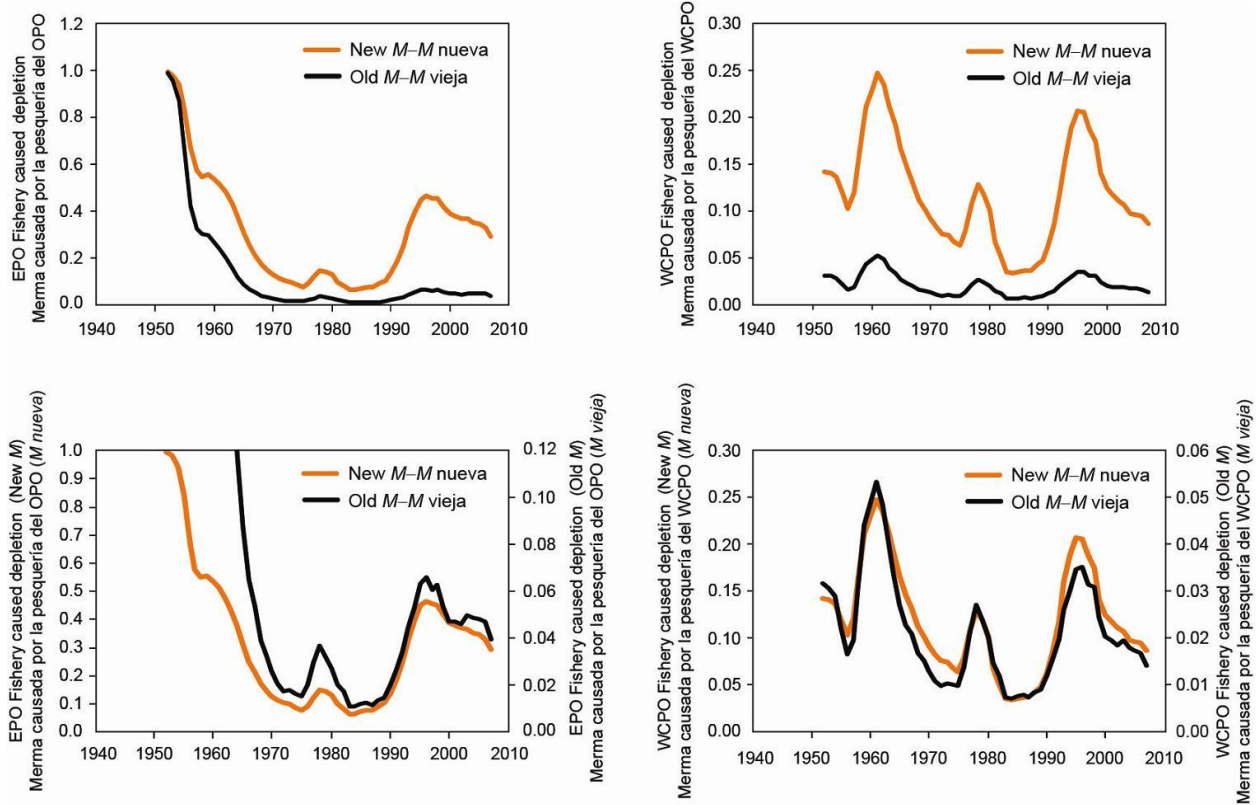 EPO Fishery caused depletion
Merma causada por la pesquería del OPO
1.2
1.0
0.8
0.6
0.4
0.2
0.0
New M–M nueva
Old M–M vieja
1940 1950 1960 1970 1980 1990 2000 2010
WCPO Fishery caused depletion
Merma causada por la pesquería del WCPO
0.30
0.25
0.20
0.15
0.10
0.05
0.00
New M–M nueva
Old M–M vieja
1940 1950 1960 1970 1980 1990 2000 2010
EPO Fishery caused depletion (New M)
Merma causada por la pesquería del OPO (M nueva)
1.0
0.9
0.8
0.7
0.6
0.5
0.4
0.3
0.2
0.1
0.0
New M–M nueva
Old M–M vieja
0.12
0.10
0.08
0.06
0.04
0.02
0.00
EPO Fishery caused depletion (Old M)
Merma causada por la pesquería del OPO (M vieja)
1940 1950 1960 1970 1980 1990 2000 2010
WCPO Fishery caused depletion (New M)
Merma causada por la pesquería del WCPO (M nueva)
0.30
0.25
0.20
0.15
0.10
0.05
0.00
New M–M nueva
Old M–M vieja
0.06
0.05
0.04
0.03
0.02
0.01
0.00
WCPO Fishery caused depletion (Old M)
Merma causada por la pesquería del WCPO (M vieja)
1940 1950 1960 1970 1980 1990 2000 2010